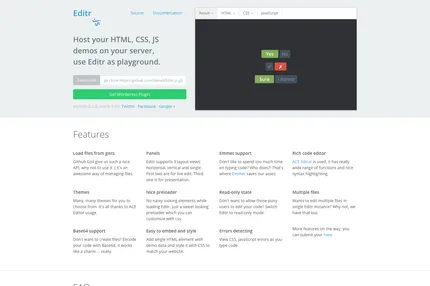 Editr
Source
Documentation
Result
HTML
CSS
JavaScript
Host your HTML, CSS, JS
demos on your server,
use Editr as playground.
Yes
No
Sure
Get WordPress Plugin!
Twitter Facebook Google +
Features
Load files from gists
GitHub Gist give us such a nice
API, why not to use it :) It's an
awesome way of managing files.
Panels
Editr supports 3 layout views:
horizontal, vertical and single.
First two are for live edit. Third
one is for presentation.
Emmet support
Don't like to spend too much time
on typing code? Who does? That's
where Emmet saves our asses.
Rich code editor
ACE Editor is used, it has really
wide range of functions and nice
syntax highlighting.
Themes
Many, many themes for you to
choose from. It's all thanks to ACE
Editor usage.
Nice preloader
No nasty looking elements while
loading Editr, just a sweet looking
preloader which you can
customize with css.
Read-only state
Don't want to allow those pony
users to edit your code? Switch
Editr to read-only mode.
Multiple files
Wants to edit multiple files in
single Editr instance? Why not, we
have that too.
Base64 support
Don't want to create files? Encode
your code with Base64, it works
like a charm ... really.
Easy to embed and style
Add single HTML element with
demo data and style it with CSS to
match your website.
Errors detecting
View CSS, JavaScript errors as you
type code.
More features on the way, you
can submit your
FAQ